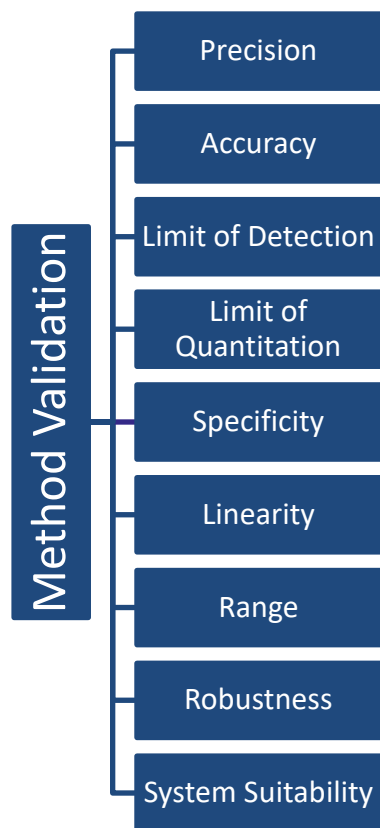 Method Validation
Precision
Accuracy
Limit of Detection
Limit of
Quantitation
Specificity
Linearity
Range
Robustness
System Suitability